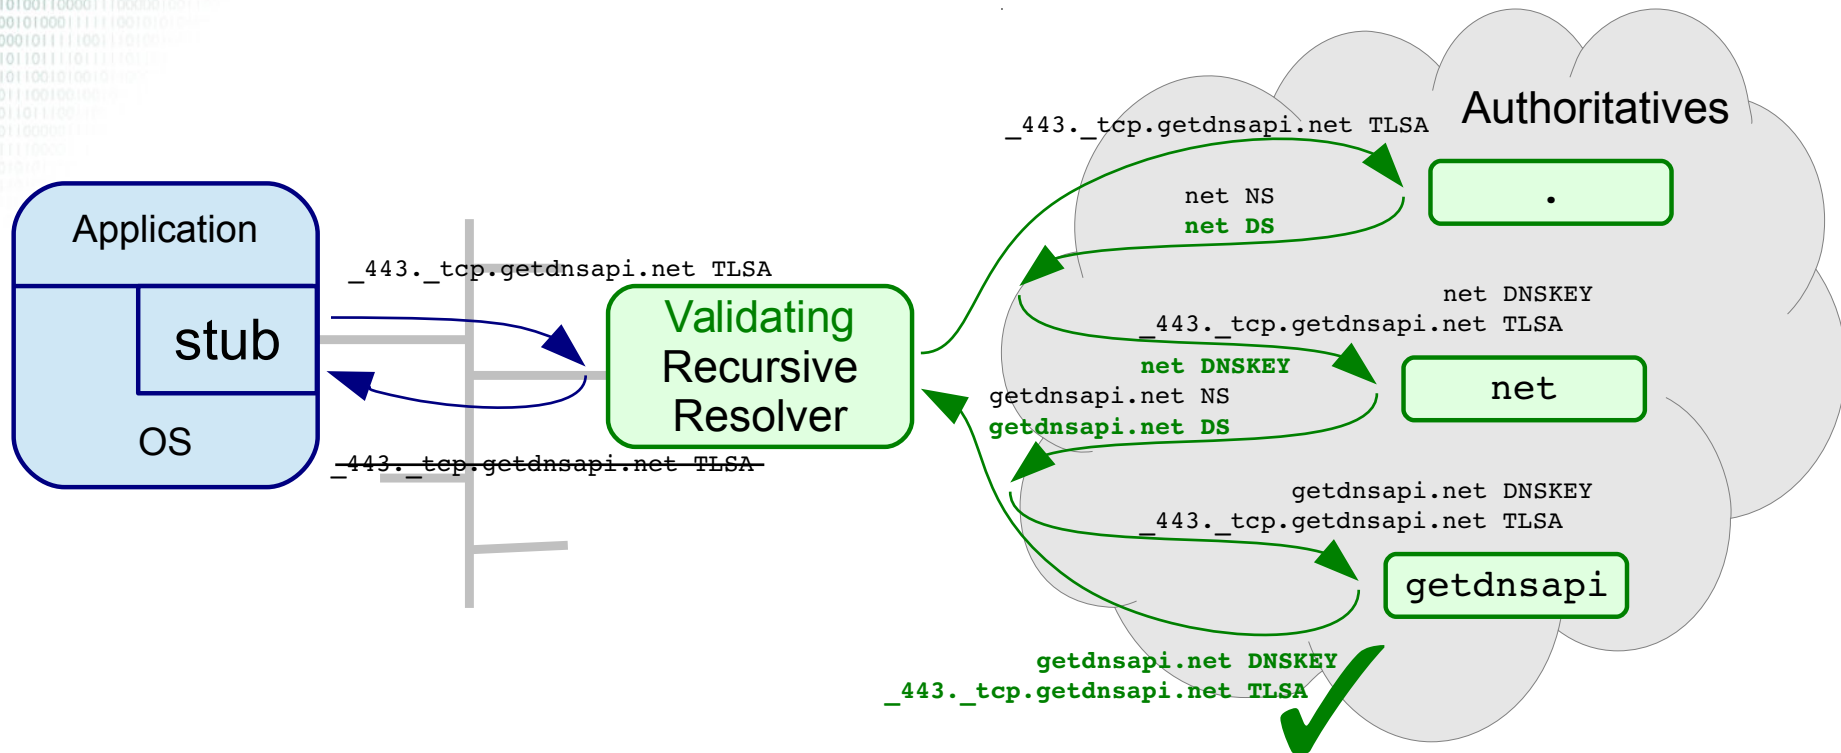 Authoritatives
_443._tcp.getdnsapi.net TLSA
.
net NS
net DS
Application
stub
OS
_443._tcp.getdnsapi.net TLSA
Validating
Recursive
Resolver
_443._tcp.getdnsapi.net TLSA
net DNSKEY
_443._tcp.getdnsapi.net TLSA
net DNSKEY
getdnsapi.net NS
getdnsapi.net DS
net
getdnsapi.net DNSKEY
_443._tcp.getdnsapi.net TLSA
getdnsapi
getdnsapi.net DNSKEY
_443._tcp.getdnsapi.net TLSA